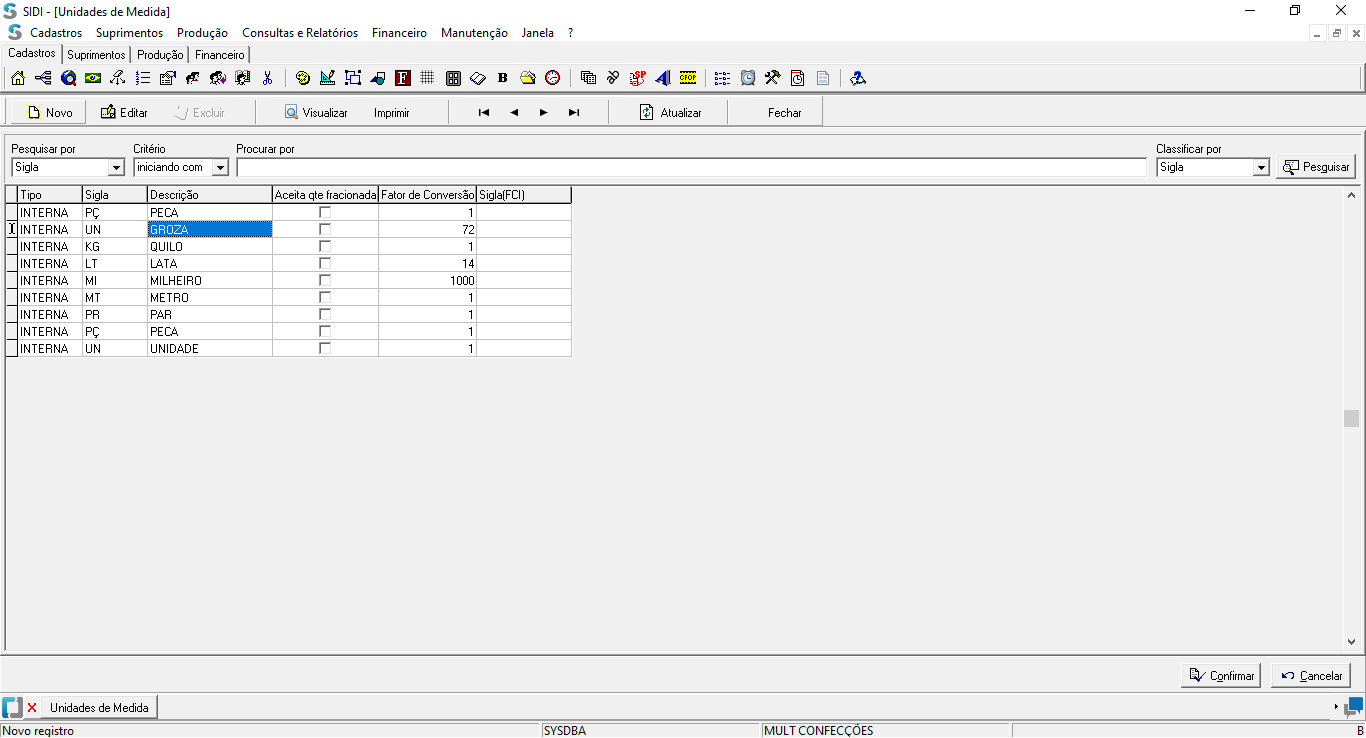 SIDI - [Unidades de Medida]
Cadastros Suprimentos Produção Consultas e Relatórios Financeiro Manutenção Janela ?
Cadastros Suprimentos Produção Financeiro
F B SP CFOP
Novo Editar Excluir Visualizar Imprimir Atualizar Fechar
Pesquisar por Critério Procurar por Classificar por
Sigla iniciando com Sigla Pesquisar
Tipo Sigla Descrição Aceita qte fracionada Fator de Conversão Sigla(FCI)
INTERNA PÇ PECA 1
INTERNA UN GROZA 72
INTERNA KG QUILO 1
INTERNA LT LATA 14
INTERNA MI MILHEIRO 1000
INTERNA MT METRO 1
INTERNA PR PAR 1
INTERNA PÇ PECA 1
INTERNA UN UNIDADE 1
Confirmar Cancelar
Unidades de Medida
Novo registro SYSDBA MULT CONFECÇÕES B